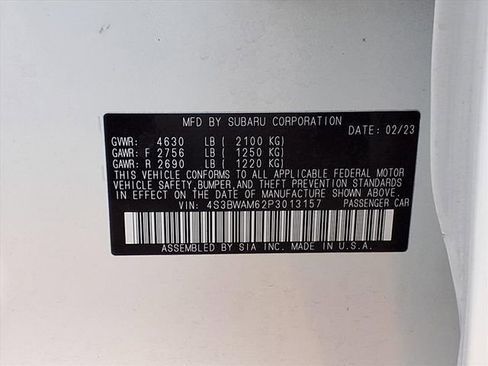 MFD BY SUBARU CORPORATION
DATE: 02/23
GVWR: 4630 LB ( 2100 KG)
GAWR: F 2756 LB ( 1250 KG)
GAWR: R 2690 LB ( 1220 KG)
THIS VEHICLE CONFORMS TO ALL APPLICABLE FEDERAL MOTOR
VEHICLE SAFETY,BUMPER,AND THEFT PREVENTION STANDARDS
IN EFFECT ON THE DATE OF MANUFACTURE SHOWN ABOVE.
VIN: 4S3BWAM62P3013157 PASSENGER CAR
ASSEMBLED BY SIA INC. MADE IN U.S.A.